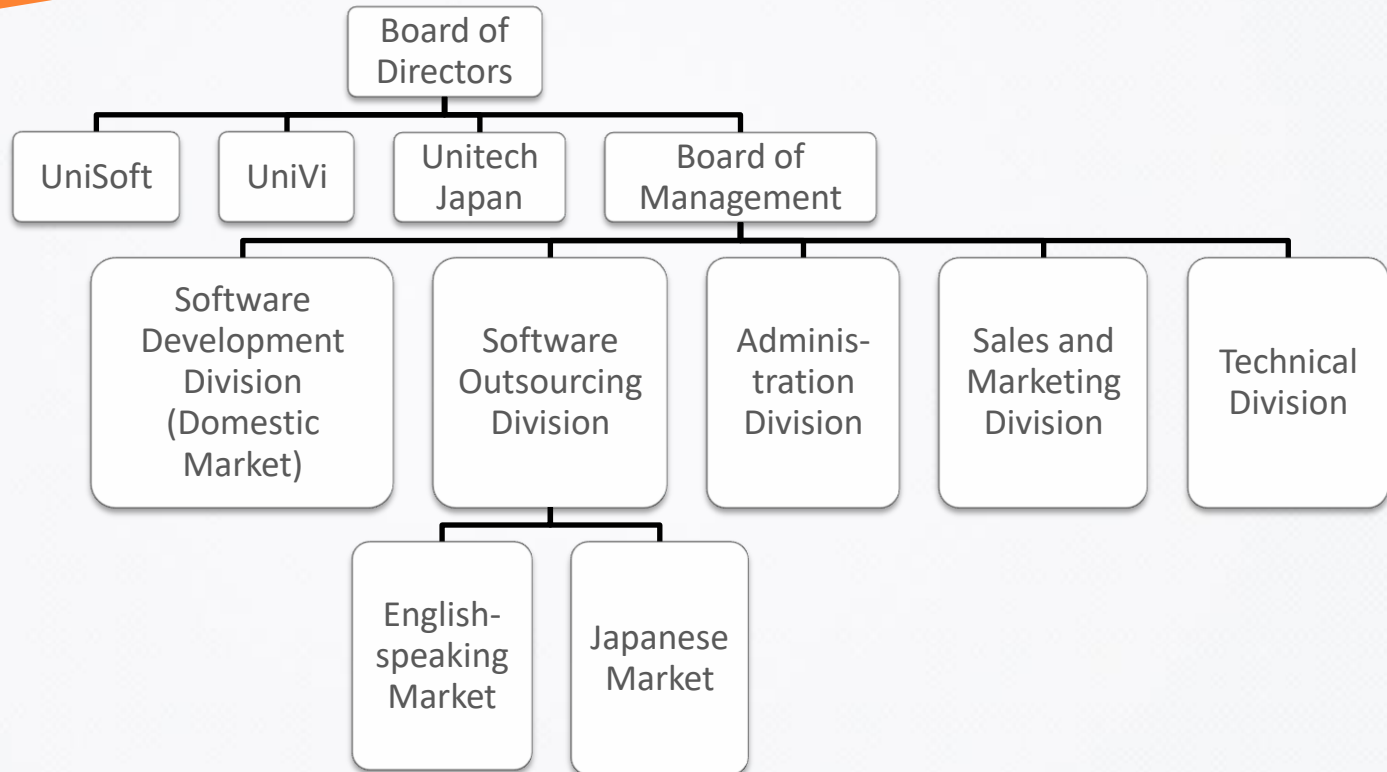 Board of
Directors
UniSoft
UniVi
Unitech
Japan
Board of
Management
Software
Development
Division
(Domestic
Market)
Software
Outsourcing
Division
Adminis-
tration
Division
Sales and
Marketing
Division
Technical
Division
English-
speaking
Market
Japanese
Market